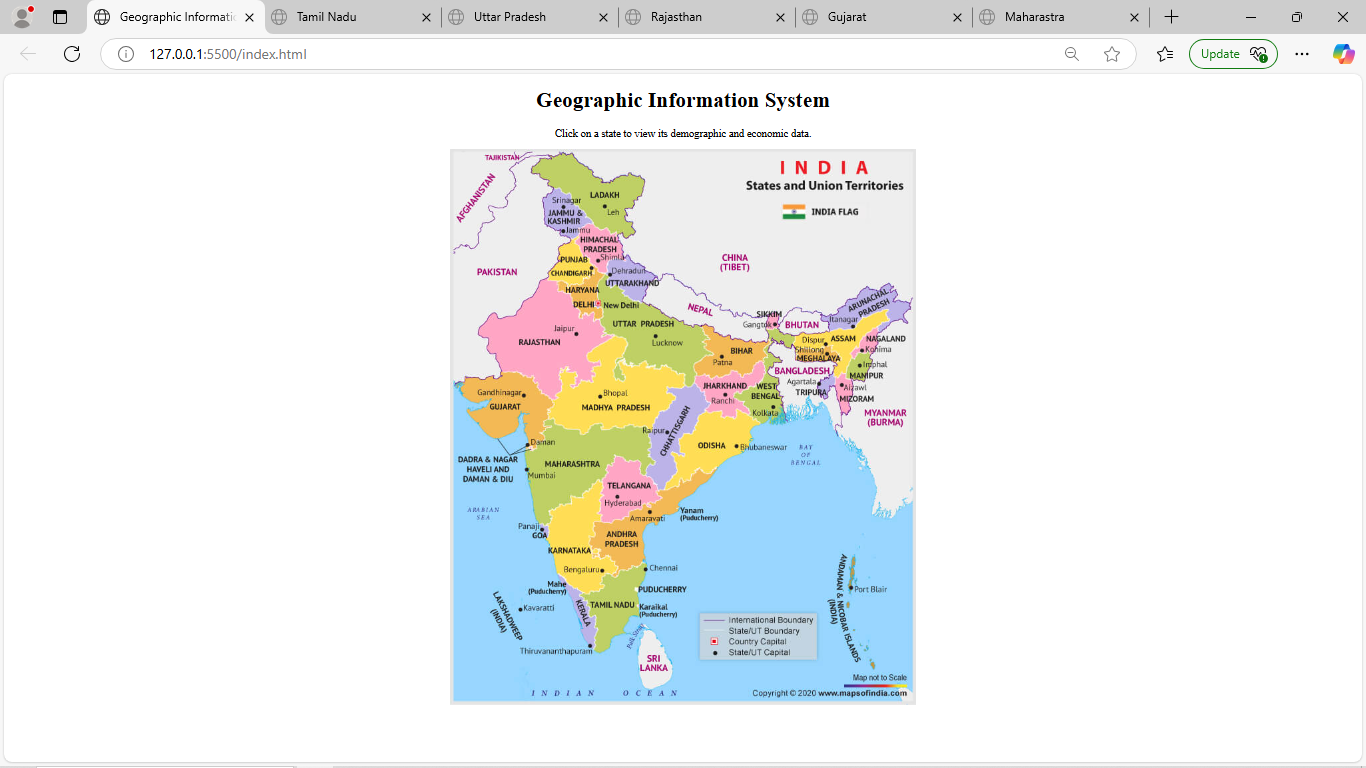 Geographic Informatic
Tamil Nadu
Uttar Pradesh
Rajasthan
Gujarat
Maharastra
127.0.0.1:5500/index.html
Update
Geographic Information System
Click on a state to view its demographic and economic data.
INDIA
States and Union Territories
INDIA FLAG
TAJIKISTAN
AFGHANISTAN
PAKISTAN
CHINA
(TIBET)
NEPAL
BHUTAN
BANGLADESH
MYANMAR
(BURMA)
SRI
LANKA
LADAKH
Leh
Srinagar
JAMMU &
KASHMIR
Jammu
HIMACHAL
PRADESH
Shimla
PUNJAB
CHANDIGARH
Dehradun
UTTARAKHAND
HARYANA
DELHI
New Delhi
UTTAR PRADESH
Lucknow
Jaipur
RAJASTHAN
SIKKIM
Gangtok
ARUNACHAL
PRADESH
Itanagar
Dispur
ASSAM
NAGALAND
Kohima
Shillong
MEGHALAYA
Imphal
MANIPUR
Agartala
TRIPURA
Aizawl
MIZORAM
BIHAR
Patna
JHARKHAND
Ranchi
WEST
BENGAL
Kolkata
Gandhinagar
GUJARAT
Bhopal
MADHYA PRADESH
Raipur
CHHATTISGARH
ODISHA
Bhubaneswar
BAY
OF
BENGAL
Daman
DADRA & NAGAR
HAVELI AND
DAMAN & DIU
MAHARASHTRA
Mumbai
TELANGANA
Hyderabad
ARABIAN
SEA
Yanam
(Puducherry)
Amaravati
Panaji
GOA
ANDHRA
PRADESH
KARNATAKA
Bengaluru
Chennai
Mahe
(Puducherry)
PUDUCHERRY
KERALA
TAMIL NADU
Karaikal
(Puducherry)
LAKSHADWEEP
(INDIA)
Kavaratti
Thiruvananthapuram
Palk Strait
ANDAMAN & NICOBAR ISLANDS
(INDIA)
Port Blair
International Boundary
State/UT Boundary
Country Capital
State/UT Capital
Map not to Scale
INDIAN OCEAN
Copyright © 2020 www.mapsofindia.com